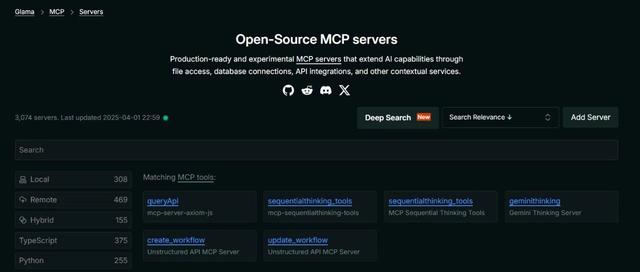 Glama > MCP > Servers
Open-Source MCP servers
Production-ready and experimental MCP servers that extend AI capabilities through
file access, database connections, API integrations, and other contextual services.
3,074 servers. Last updated 2025-04-01 22:59
Deep Search New
Search Relevance ↓
Add Server
Search
Local 308
Remote 469
Hybrid 155
TypeScript 375
Python 255
Matching MCP tools:
queryApi
mcp-server-axiom-js
sequentialthinking_tools
mcp-sequentialthinking-tools
sequentialthinking_tools
MCP Sequential Thinking Tools
geminithinking
Gemini Thinking Server
create_workflow
Unstructured API MCP Server
update_workflow
Unstructured API MCP Server